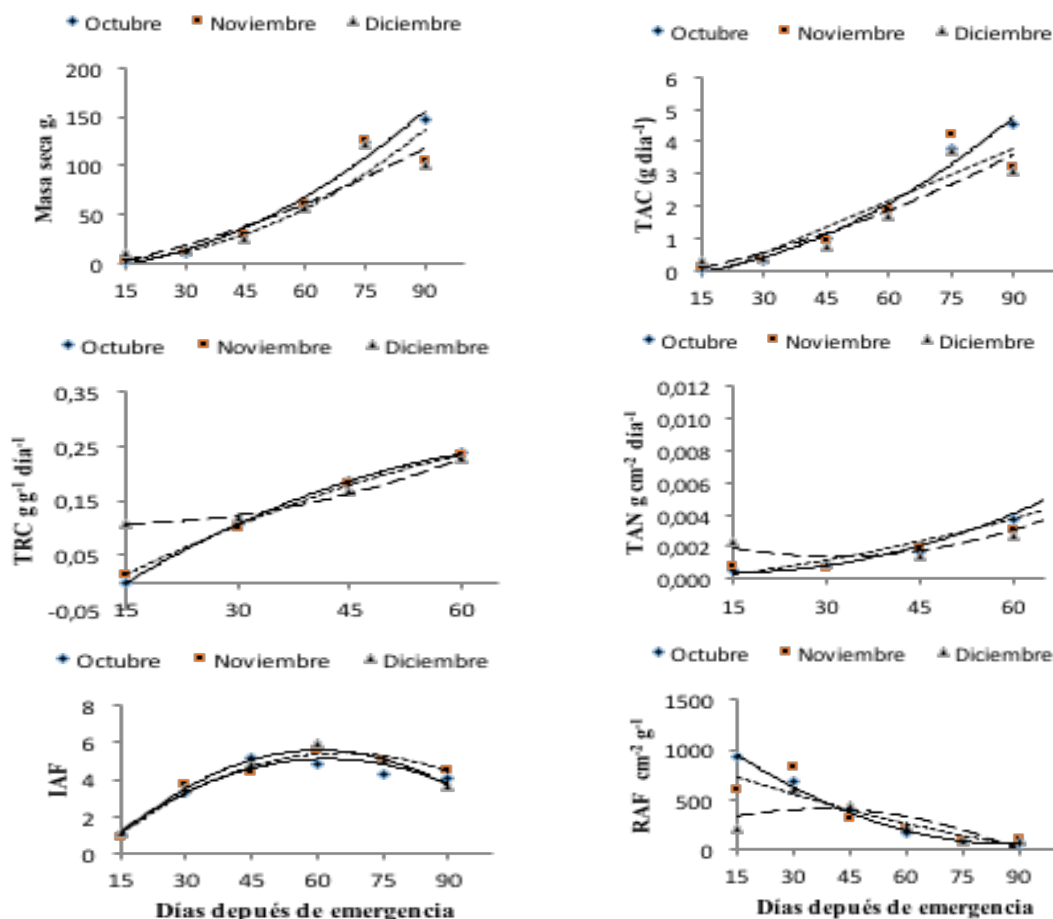 Octubre Noviembre Diciembre
Masa seca g.
200
150
100
50
0
15 30 45 60 75 90
Octubre Noviembre Diciembre
TAC (g día-1)
6
5
4
3
2
1
0
15 30 45 60 75 90
Octubre Noviembre Diciembre
TRC g g-1 día-1
0,35
0,25
0,15
0,05
-0,05
15 30 45 60
Octubre Noviembre Diciembre
TAN g cm-2 día-1
0,012
0,010
0,008
0,006
0,004
0,002
0,000
15 30 45 60
Octubre Noviembre Diciembre
IAF
8
6
4
2
0
15 30 45 60 75 90
Días depués de emergencia
Octubre Noviembre Diciembre
RAF cm-2 g-1
1500
1000
500
0
15 30 45 60 75 90
Días depués de emergencia